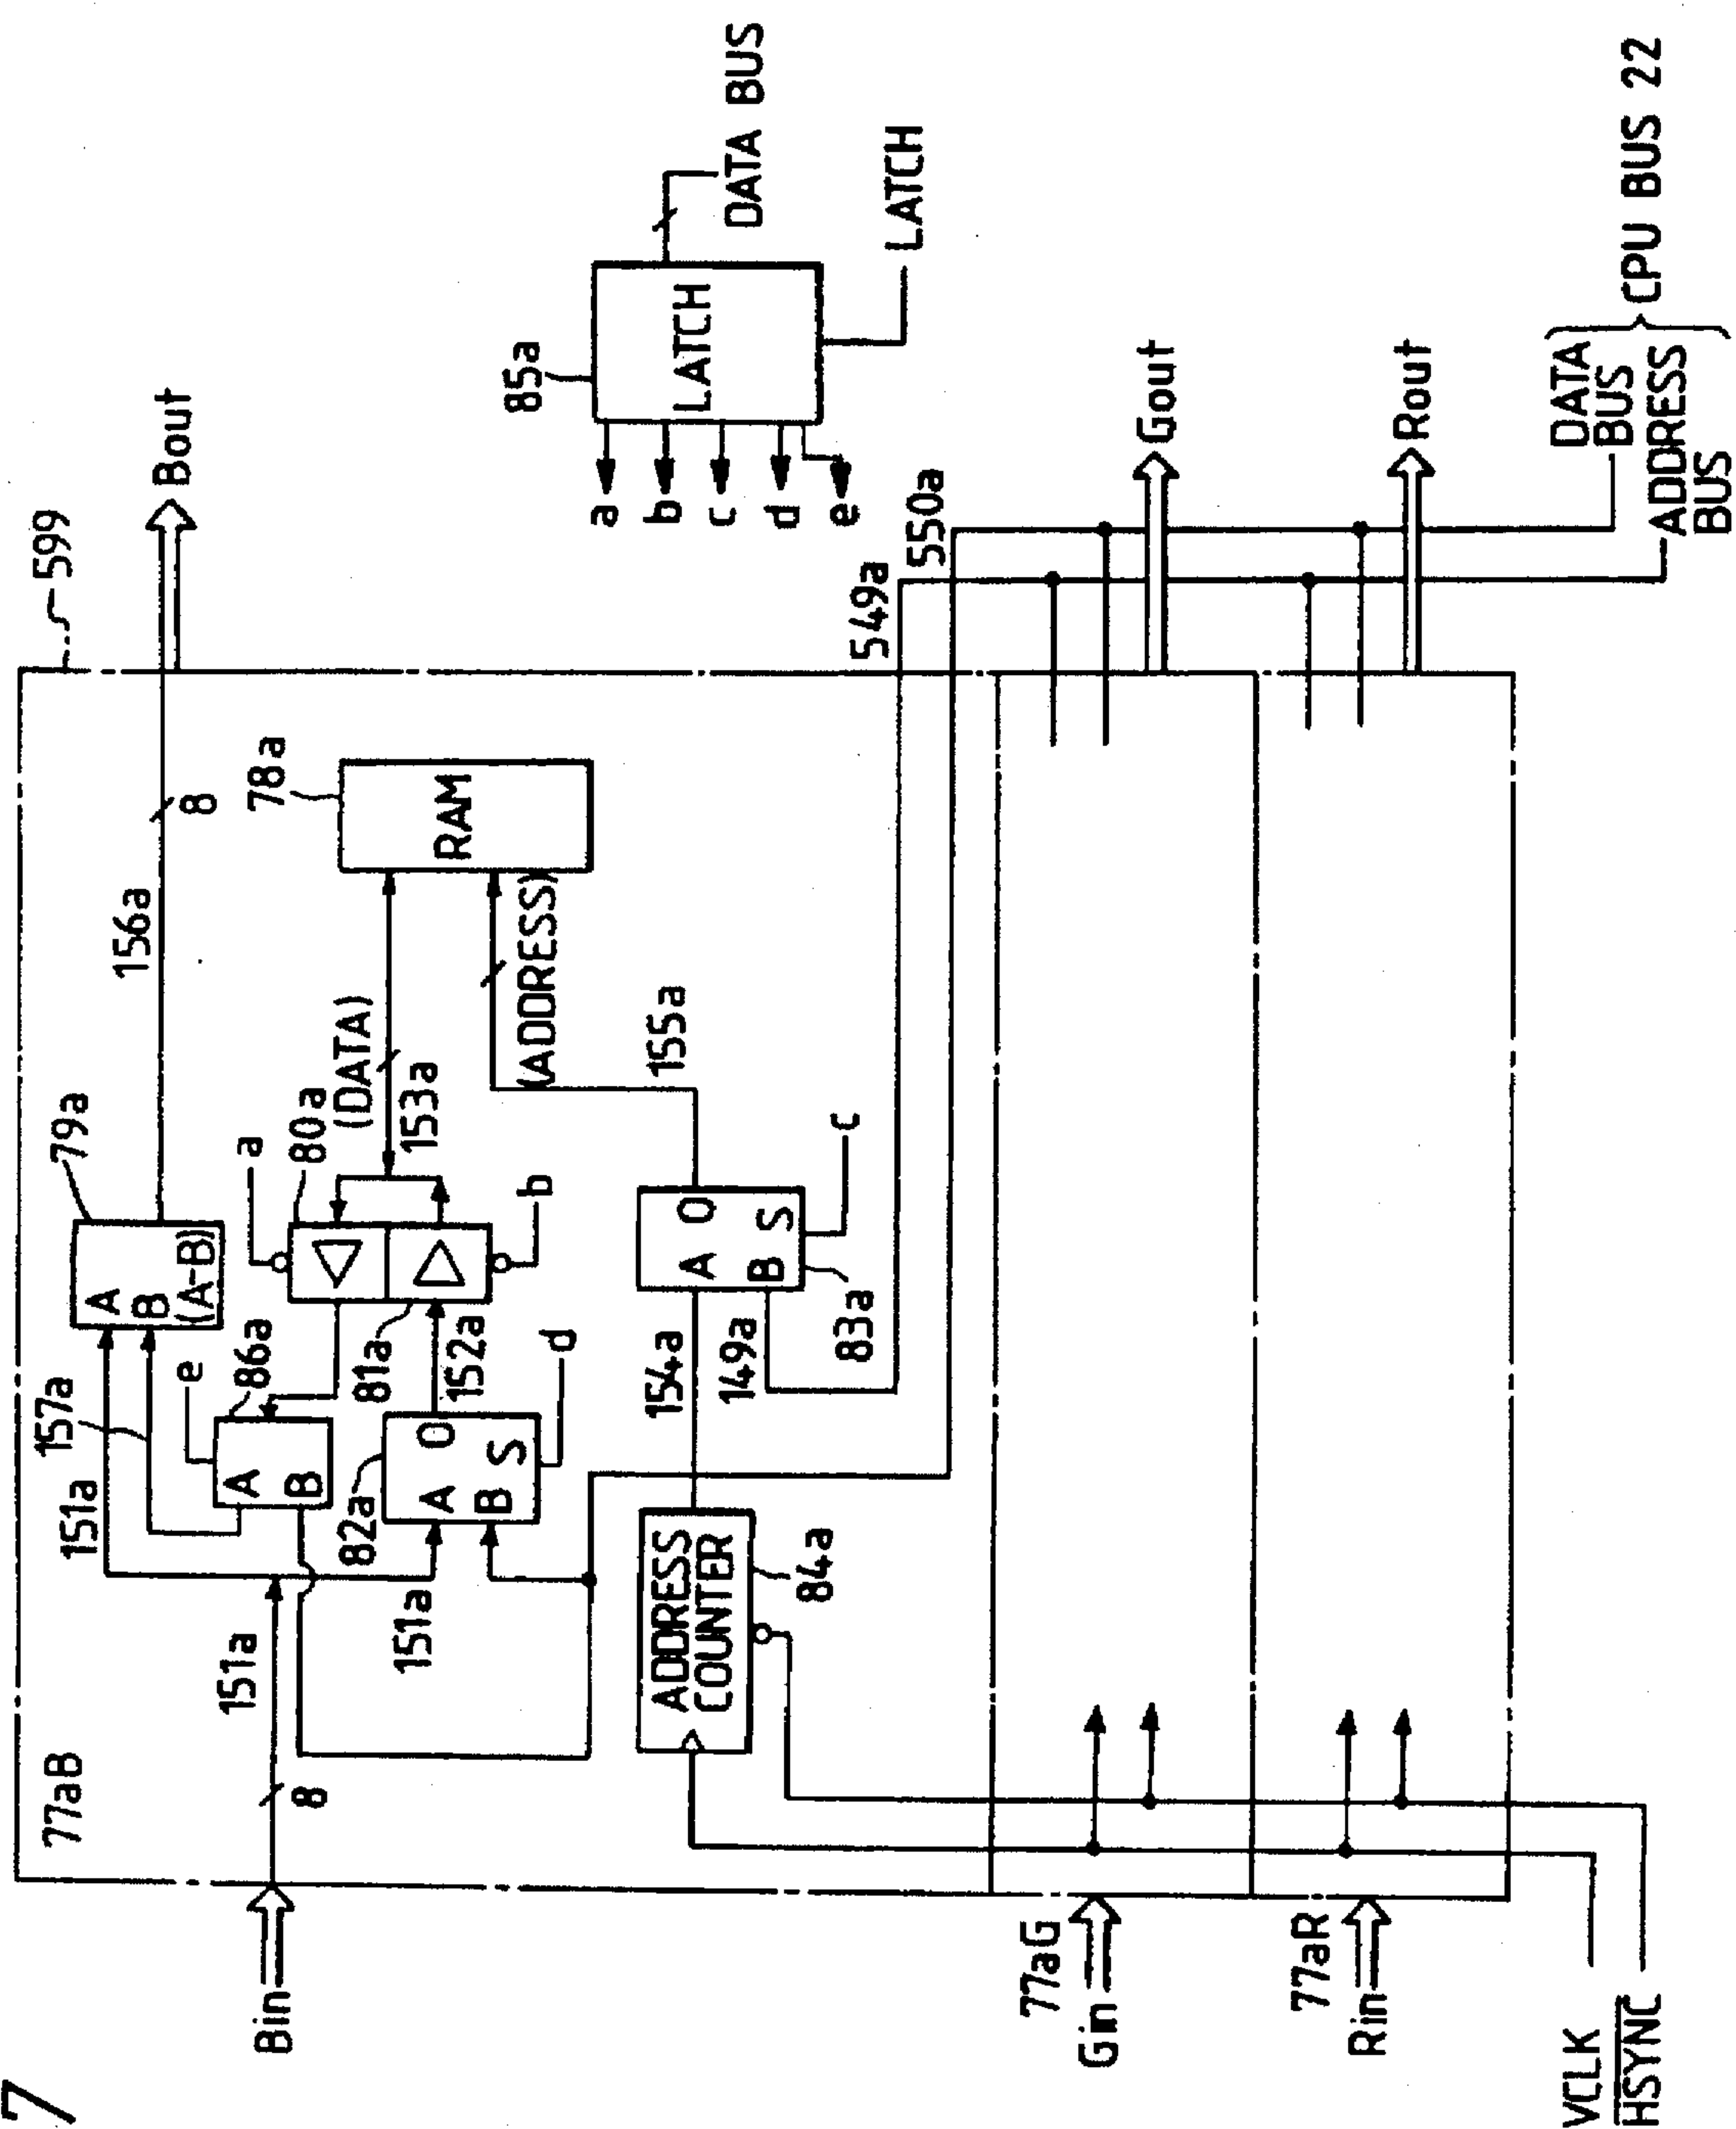 7
77aB
599
Bin
8
151a
151a
151a
157a
79a
A
B
(A-B)
156a
8
Bout
e
86a
A
B
a
80a
(DATA)
153a
81a
b
82a
A
O
B
S
152a
d
78a
RAM
(ADDRESS)
155a
ADDRESS
COUNTER
84a
154a
149a
A
O
B
S
83a
c
549a
550a
85a
LATCH
DATA BUS
LATCH
a
b
c
d
e
77aG
Gin
Gout
77aR
Rin
Rout
VCLK
HSYNC
DATA
BUS
ADDRESS
BUS
CPU BUS 22